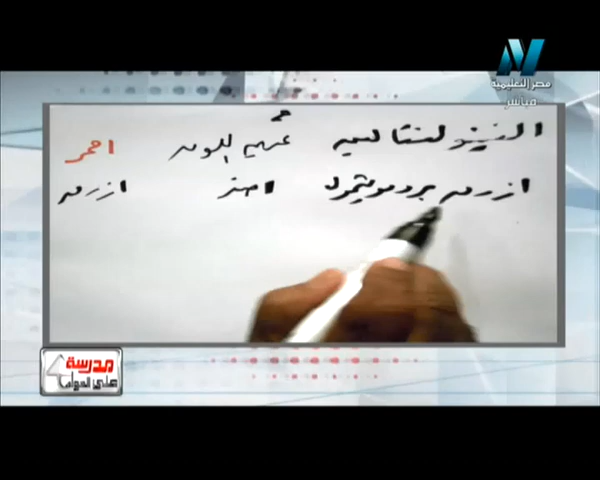 مصر التعليمية
مباشر
الفينولفثالين عديم اللون احمر
ازرق بروموثيمول اصفر ازرق
مدرسة
على الهواء